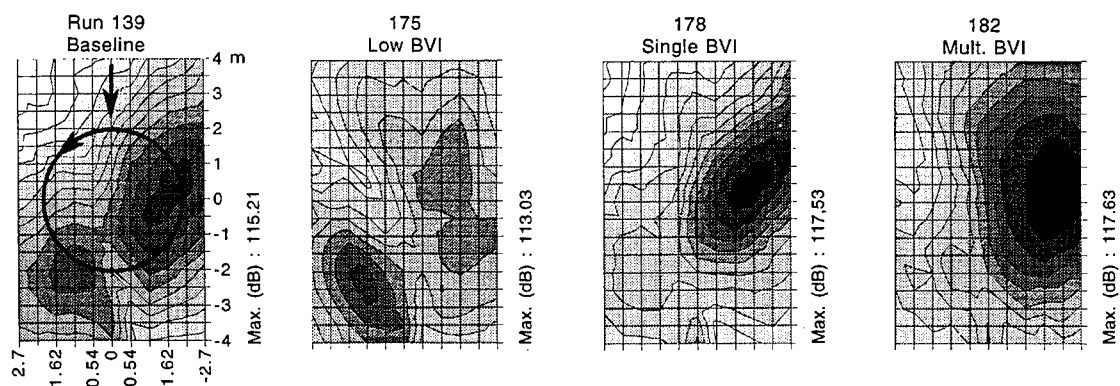 Run 139
Baseline
175
Low BVI
178
Single BVI
182
Mult. BVI
4 m
3
2
1
0
-1
-2
-3
-4
2.7
1.62
0.54
0
0.54
1.62
-2.7
Max. (dB) : 115.21
Max. (dB) : 113.03
Max. (dB) : 117,53
Max. (dB) : 117.63